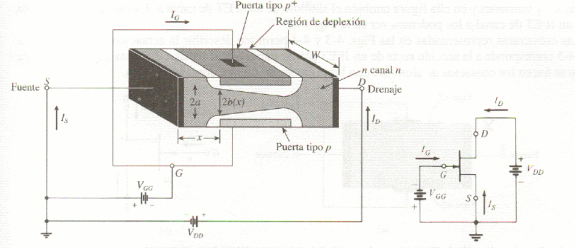 Puerta tipo p⁺
Región de deplexión
I_G
W
n canal n
Fuente
S
D
Drenaje
2a
2b(x)
I_S
I_D
x
Puerta tipo p
G
V_GG
+ −
V_DD
− +
I_D
D
I_G
G
+
V_DD
−
V_GG
S
I_S